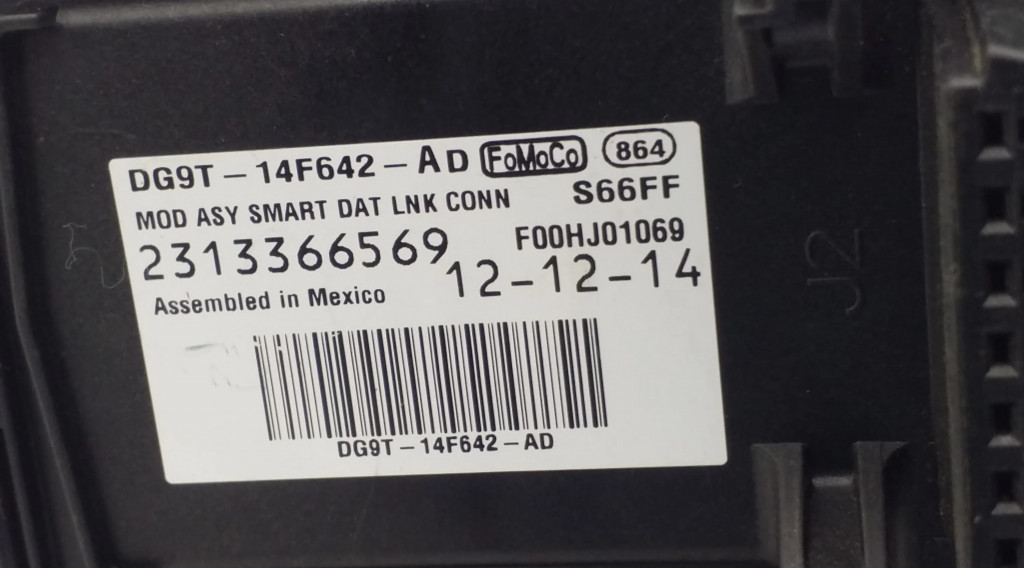 DG9T-14F642-AD FoMoCo 864
MOD ASY SMART DAT LNK CONN S66FF
2313366569 F00HJ01069
Assembled in Mexico 12-12-14
DG9T-14F642-AD
J2